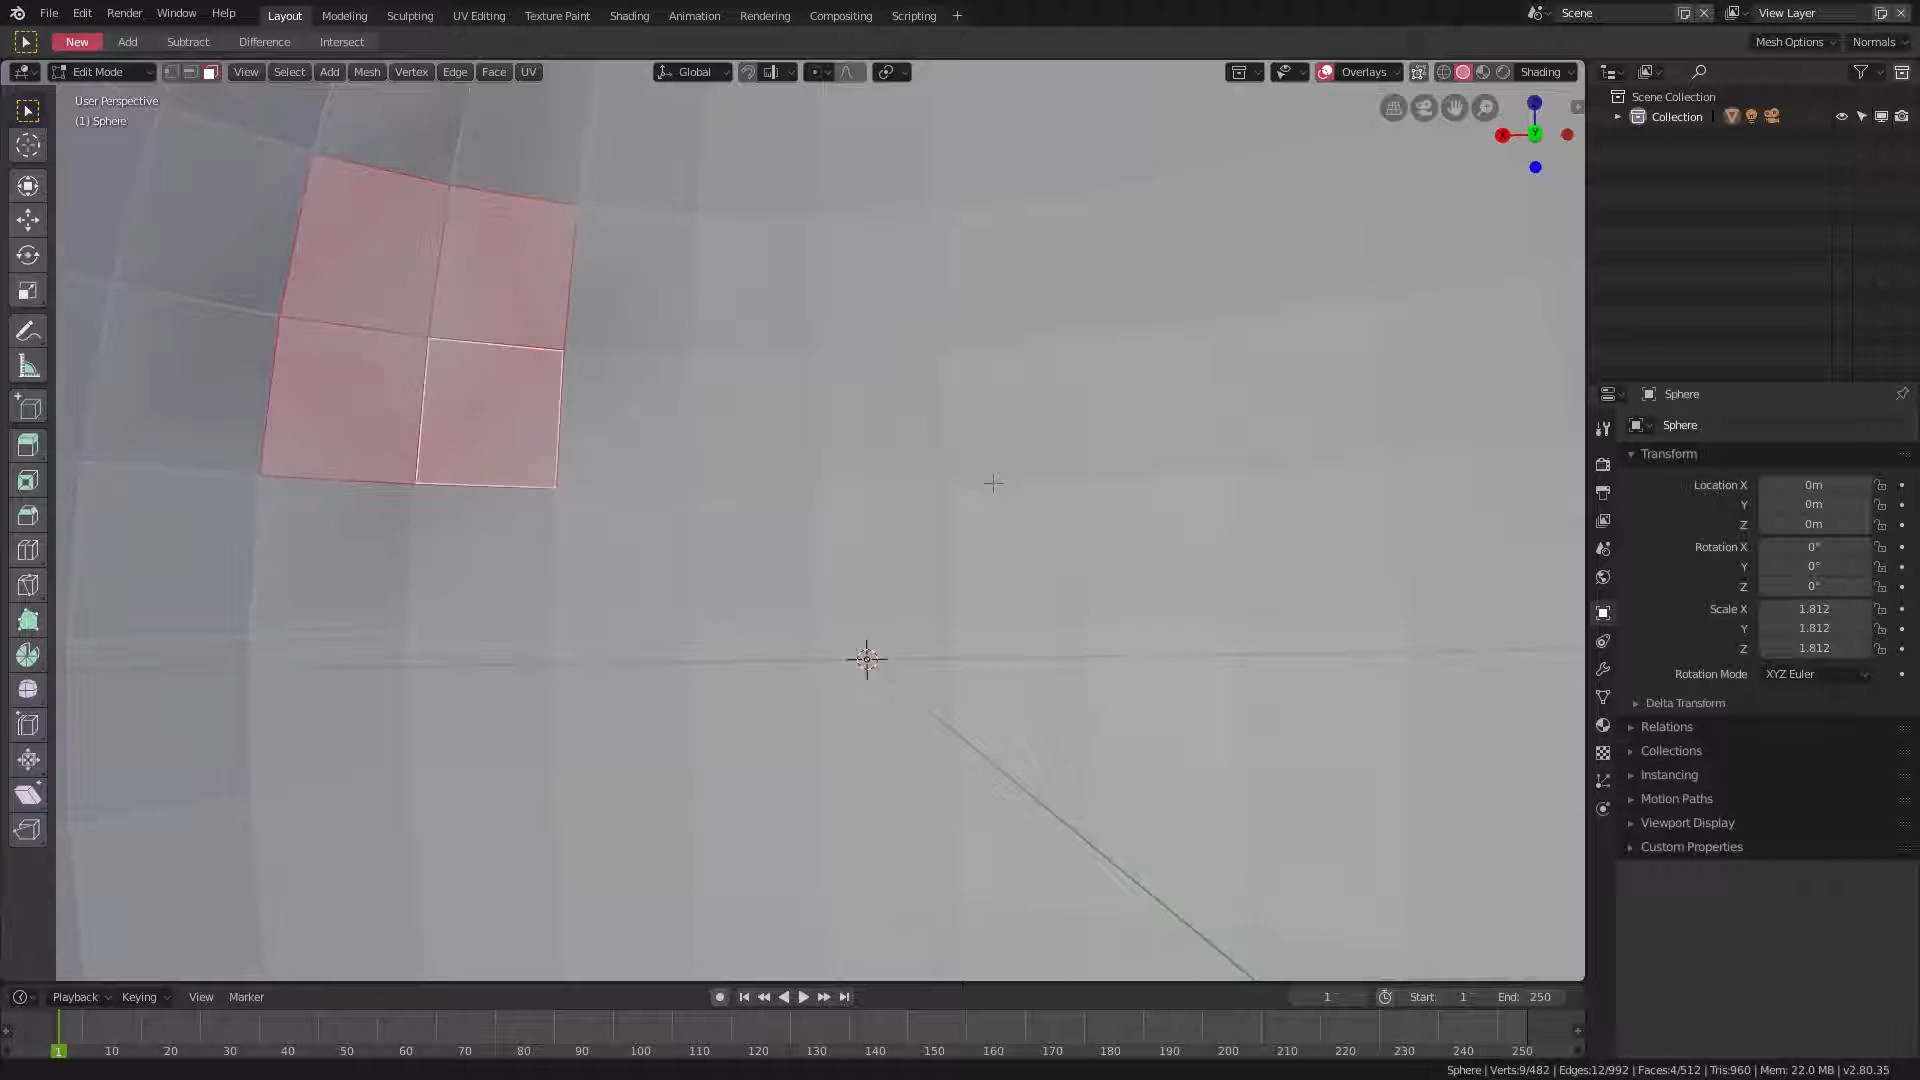 File Edit Render Window Help Layout Modeling Sculpting UV Editing Texture Paint Shading Animation Rendering Compositing Scripting + Scene View Layer
New Add Subtract Difference Intersect Mesh Options Normals
Edit Mode View Select Add Mesh Vertex Edge Face UV Global Overlays Shading
User Perspective
(1) Sphere
X Y
Scene Collection
Collection
Sphere
Sphere
Transform
Location X 0m
Y 0m
Z 0m
Rotation X 0°
Y 0°
Z 0°
Scale X 1.812
Y 1.812
Z 1.812
Rotation Mode XYZ Euler
Delta Transform
Relations
Collections
Instancing
Motion Paths
Viewport Display
Custom Properties
Playback Keying View Marker 1 Start: 1 End: 250
1 10 20 30 40 50 60 70 80 90 100 110 120 130 140 150 160 170 180 190 200 210 220 230 240 250
Sphere | Verts:9/482 | Edges:12/992 | Faces:4/512 | Tris:960 | Mem: 22.0 MB | v2.80.35